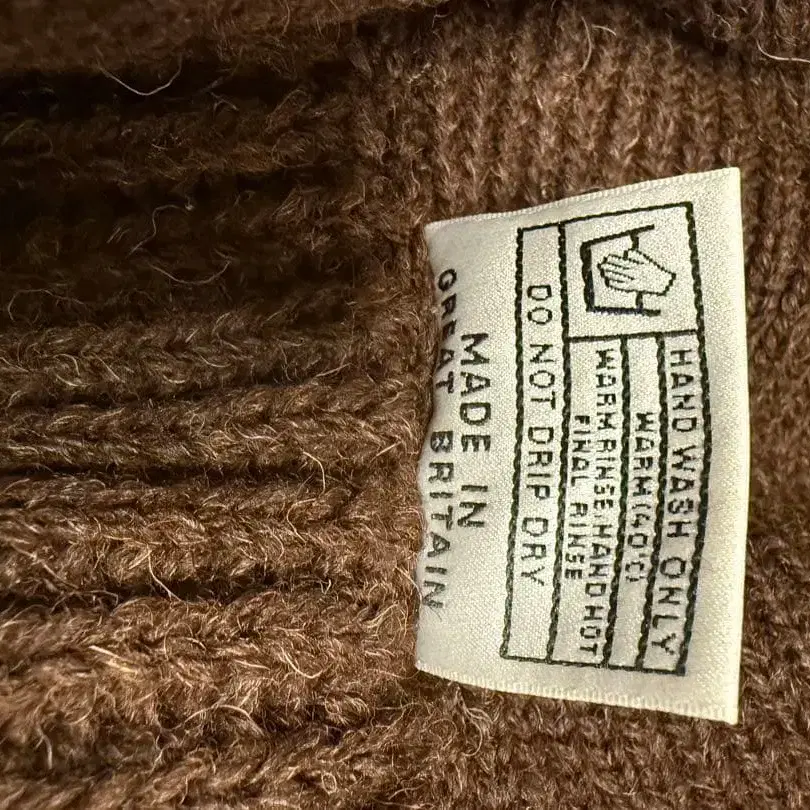 HAND WASH ONLY
WARM (40°C)
WARM RINSE HAND HOT
FINAL RINSE
DO NOT DRIP DRY
MADE IN
GREAT BRITAIN